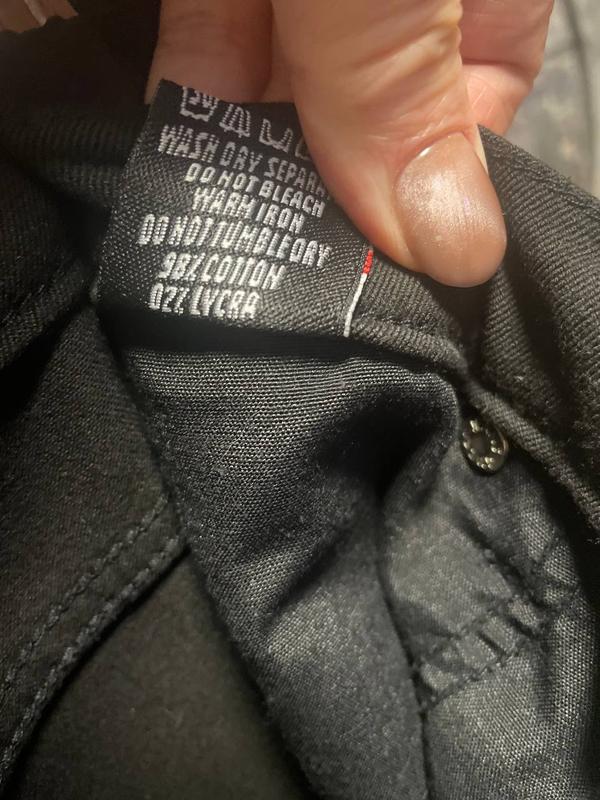 WASH DRY SEPARA
DO NOT BLEACH
WARM IRON
DO NOT TUMBLE DRY
98% COTTON
02% LYCRA